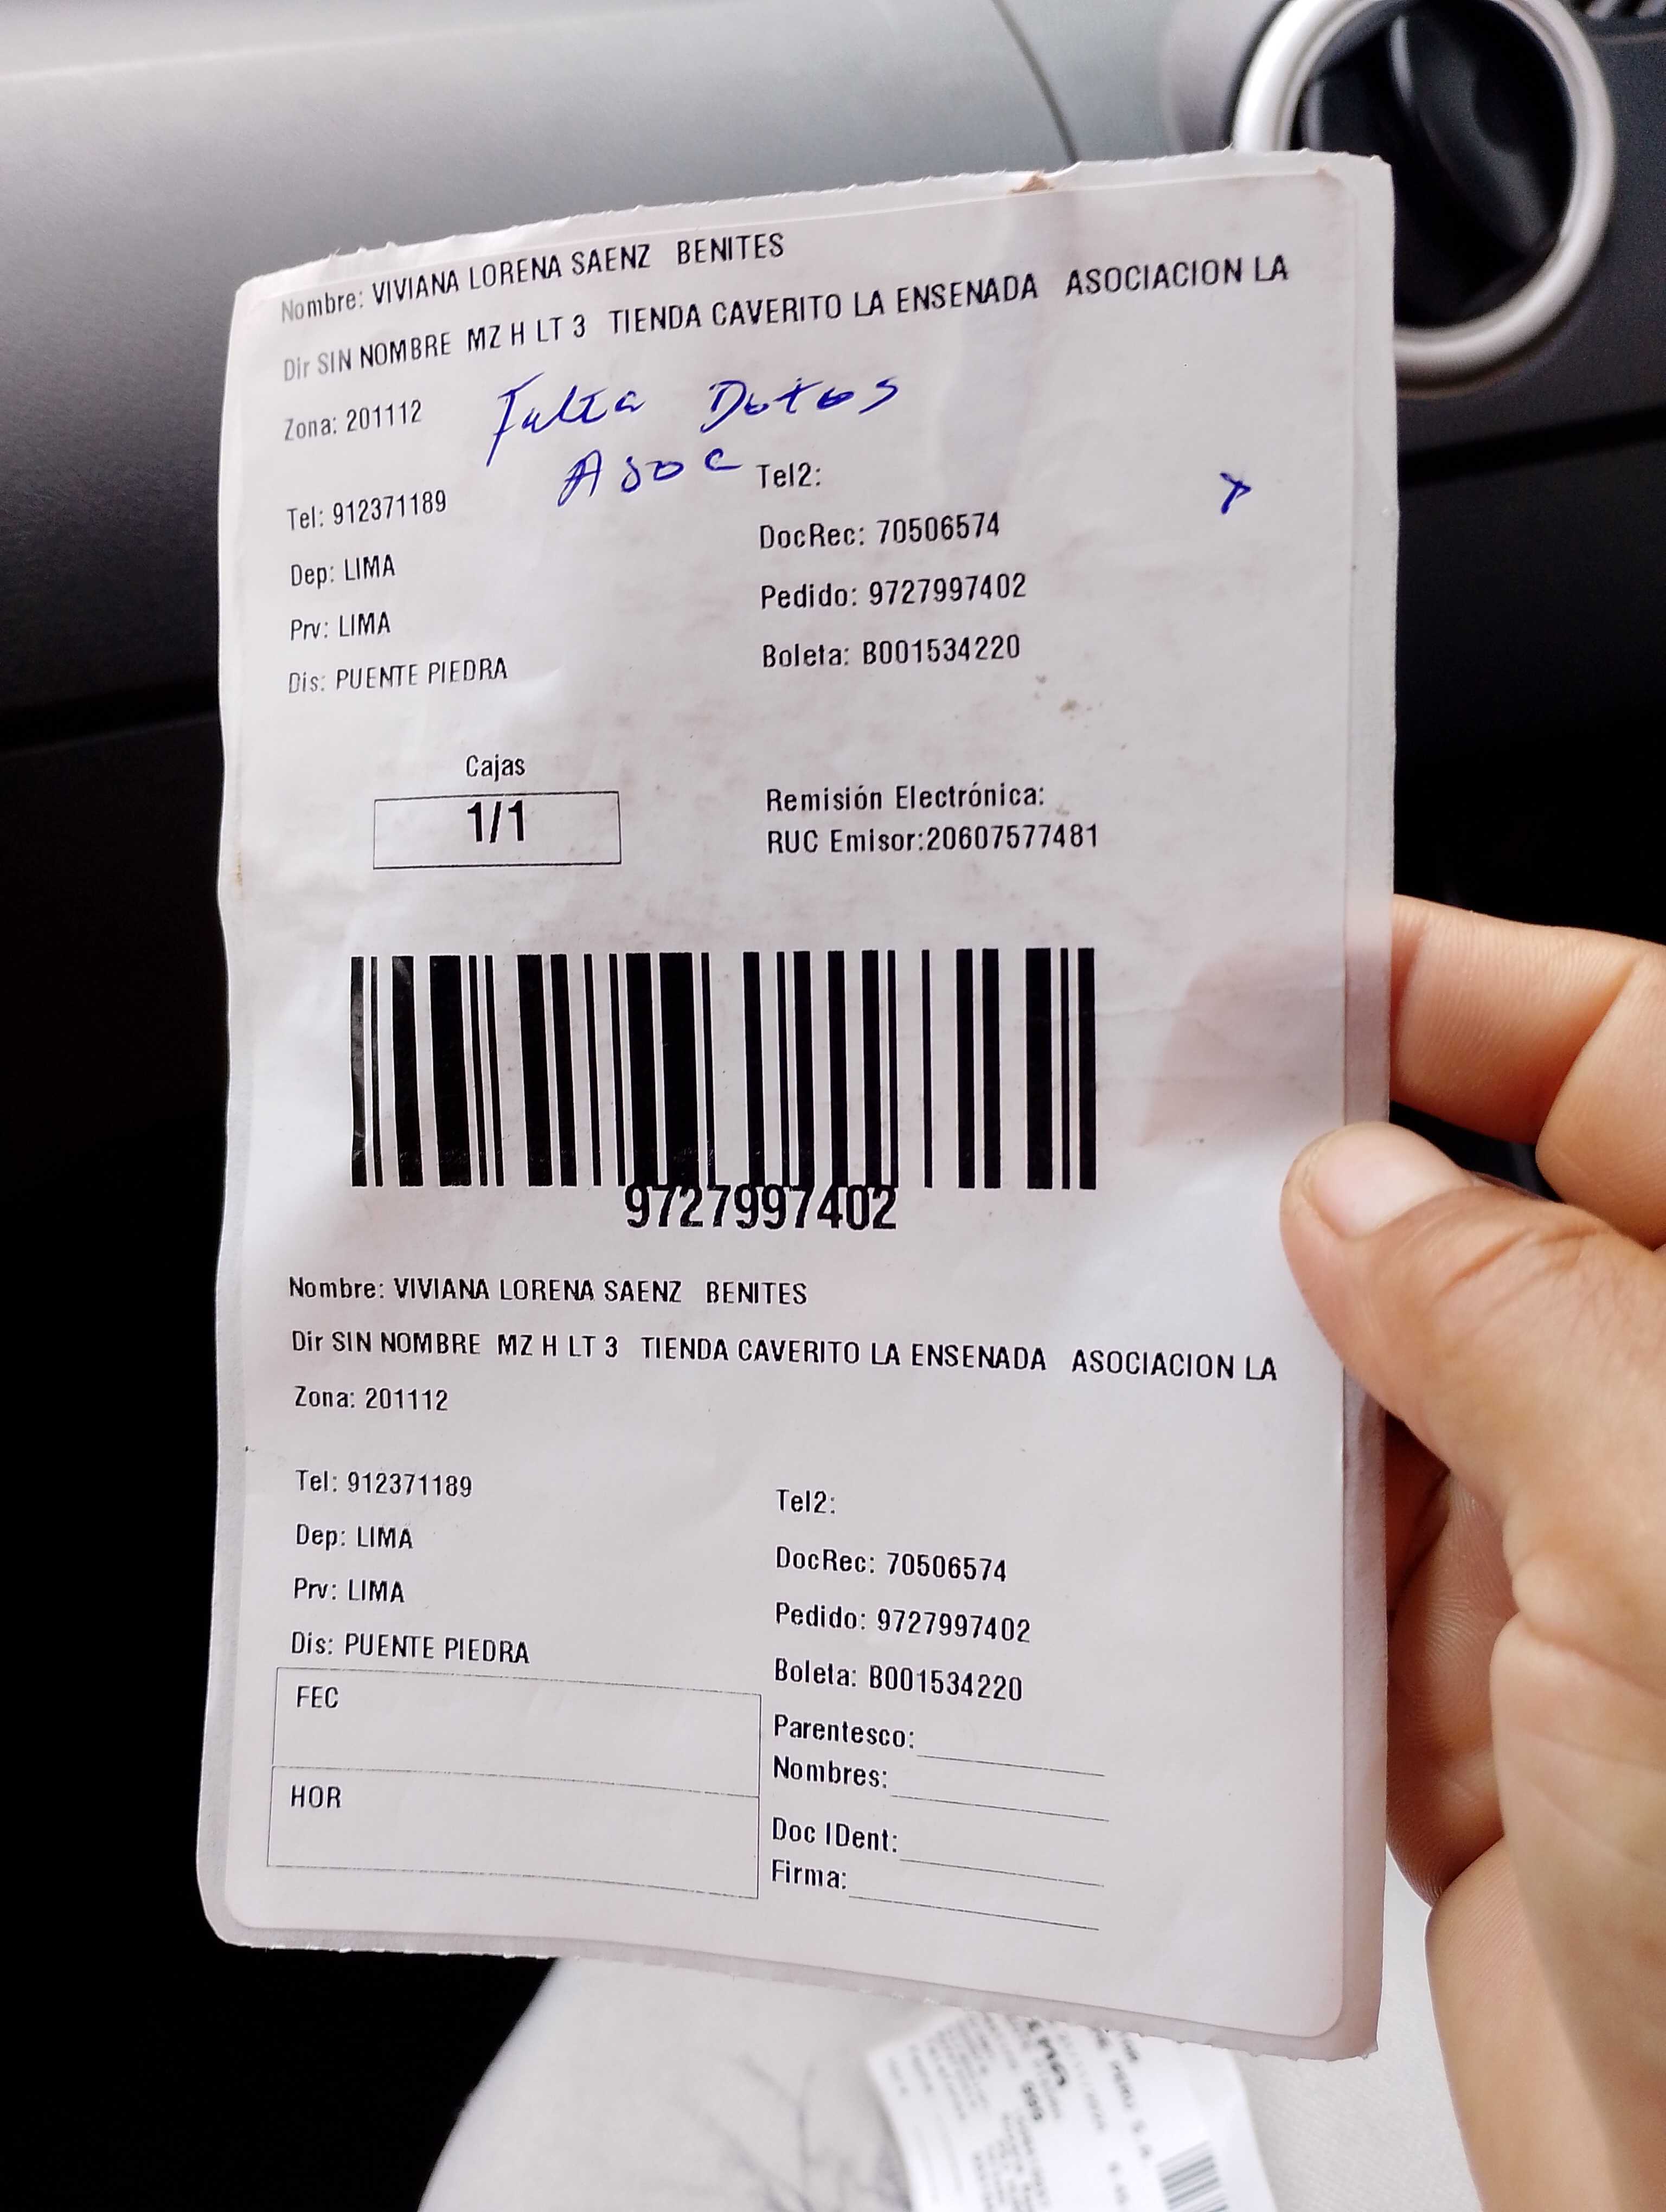 Nombre: VIVIANA LORENA SAENZ BENITES
Dir SIN NOMBRE MZ H LT 3 TIENDA CAVERITO LA ENSENADA ASOCIACION LA
Zona: 201112
Falta Datos
Asoc
Tel: 912371189
Tel2:
Dep: LIMA
DocRec: 70506574
Prv: LIMA
Pedido: 9727997402
Dis: PUENTE PIEDRA
Boleta: B001534220
Cajas
1/1
Remisión Electrónica:
RUC Emisor:20607577481
9727997402
Nombre: VIVIANA LORENA SAENZ BENITES
Dir SIN NOMBRE MZ H LT 3 TIENDA CAVERITO LA ENSENADA ASOCIACION LA
Zona: 201112
Tel: 912371189
Tel2:
Dep: LIMA
DocRec: 70506574
Prv: LIMA
Pedido: 9727997402
Dis: PUENTE PIEDRA
Boleta: B001534220
FEC
Parentesco:
Nombres:
HOR
Doc IDent:
Firma: